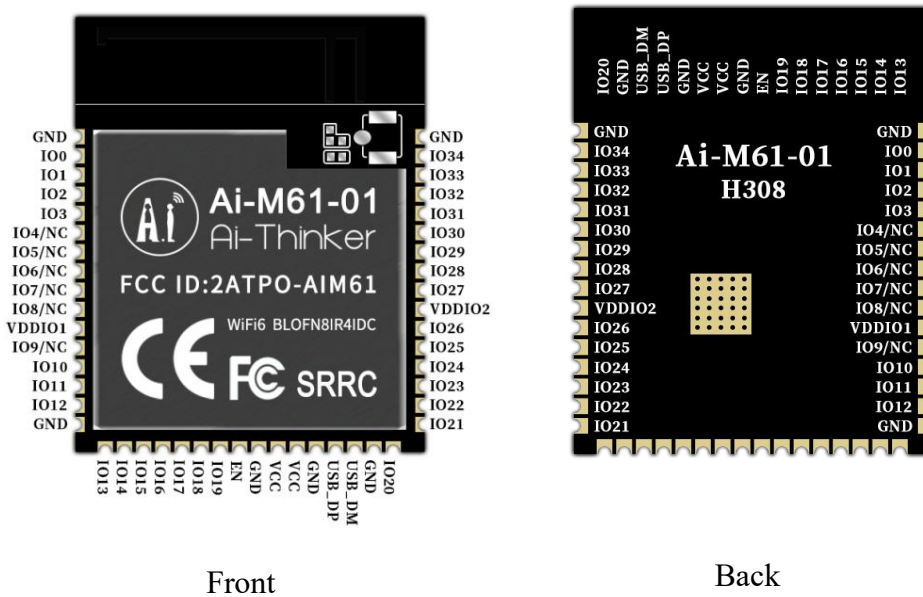 GND
IO0
IO1
IO2
IO3
IO4/NC
IO5/NC
IO6/NC
IO7/NC
IO8/NC
VDDIO1
IO9/NC
IO10
IO11
IO12
GND
Ai
Ai-M61-01
Ai-Thinker
FCC ID:2ATPO-AIM61
WiFi6 BLOFN8IR4IDC
CE FC SRRC
GND
IO34
IO33
IO32
IO31
IO30
IO29
IO28
IO27
VDDIO2
IO26
IO25
IO24
IO23
IO22
IO21
IO13
IO14
IO15
IO16
IO17
IO18
IO19
EN
GND
VCC
VCC
GND
USB_DP
USB_DM
GND
IO20
Front
IO20
GND
USB_DM
USB_DP
GND
VCC
VCC
GND
EN
IO19
IO18
IO17
IO16
IO15
IO14
IO13
GND
IO34
IO33
IO32
IO31
IO30
IO29
IO28
IO27
VDDIO2
IO26
IO25
IO24
IO23
IO22
IO21
Ai-M61-01
H308
GND
IO0
IO1
IO2
IO3
IO4/NC
IO5/NC
IO6/NC
IO7/NC
IO8/NC
VDDIO1
IO9/NC
IO10
IO11
IO12
GND
Back